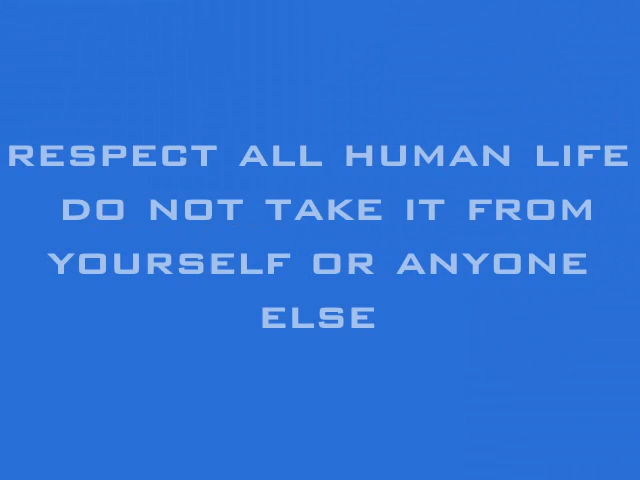 RESPECT ALL HUMAN LIFE
DO NOT TAKE IT FROM
YOURSELF OR ANYONE
ELSE